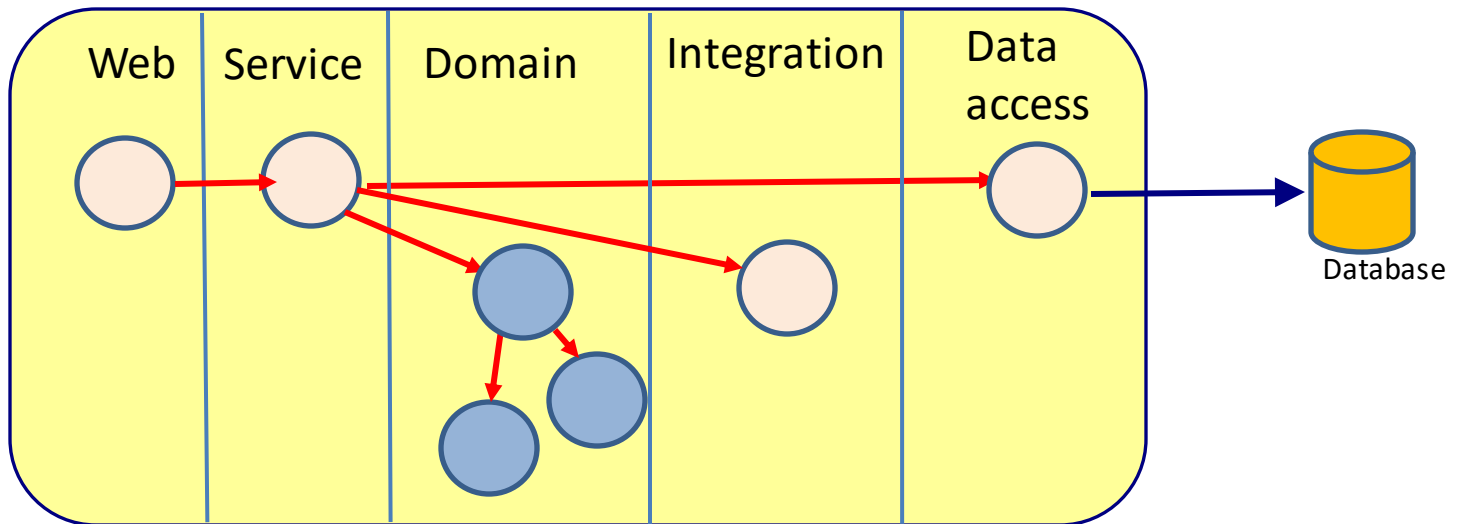 Web
Service
Domain
Integration
Data
access
Database